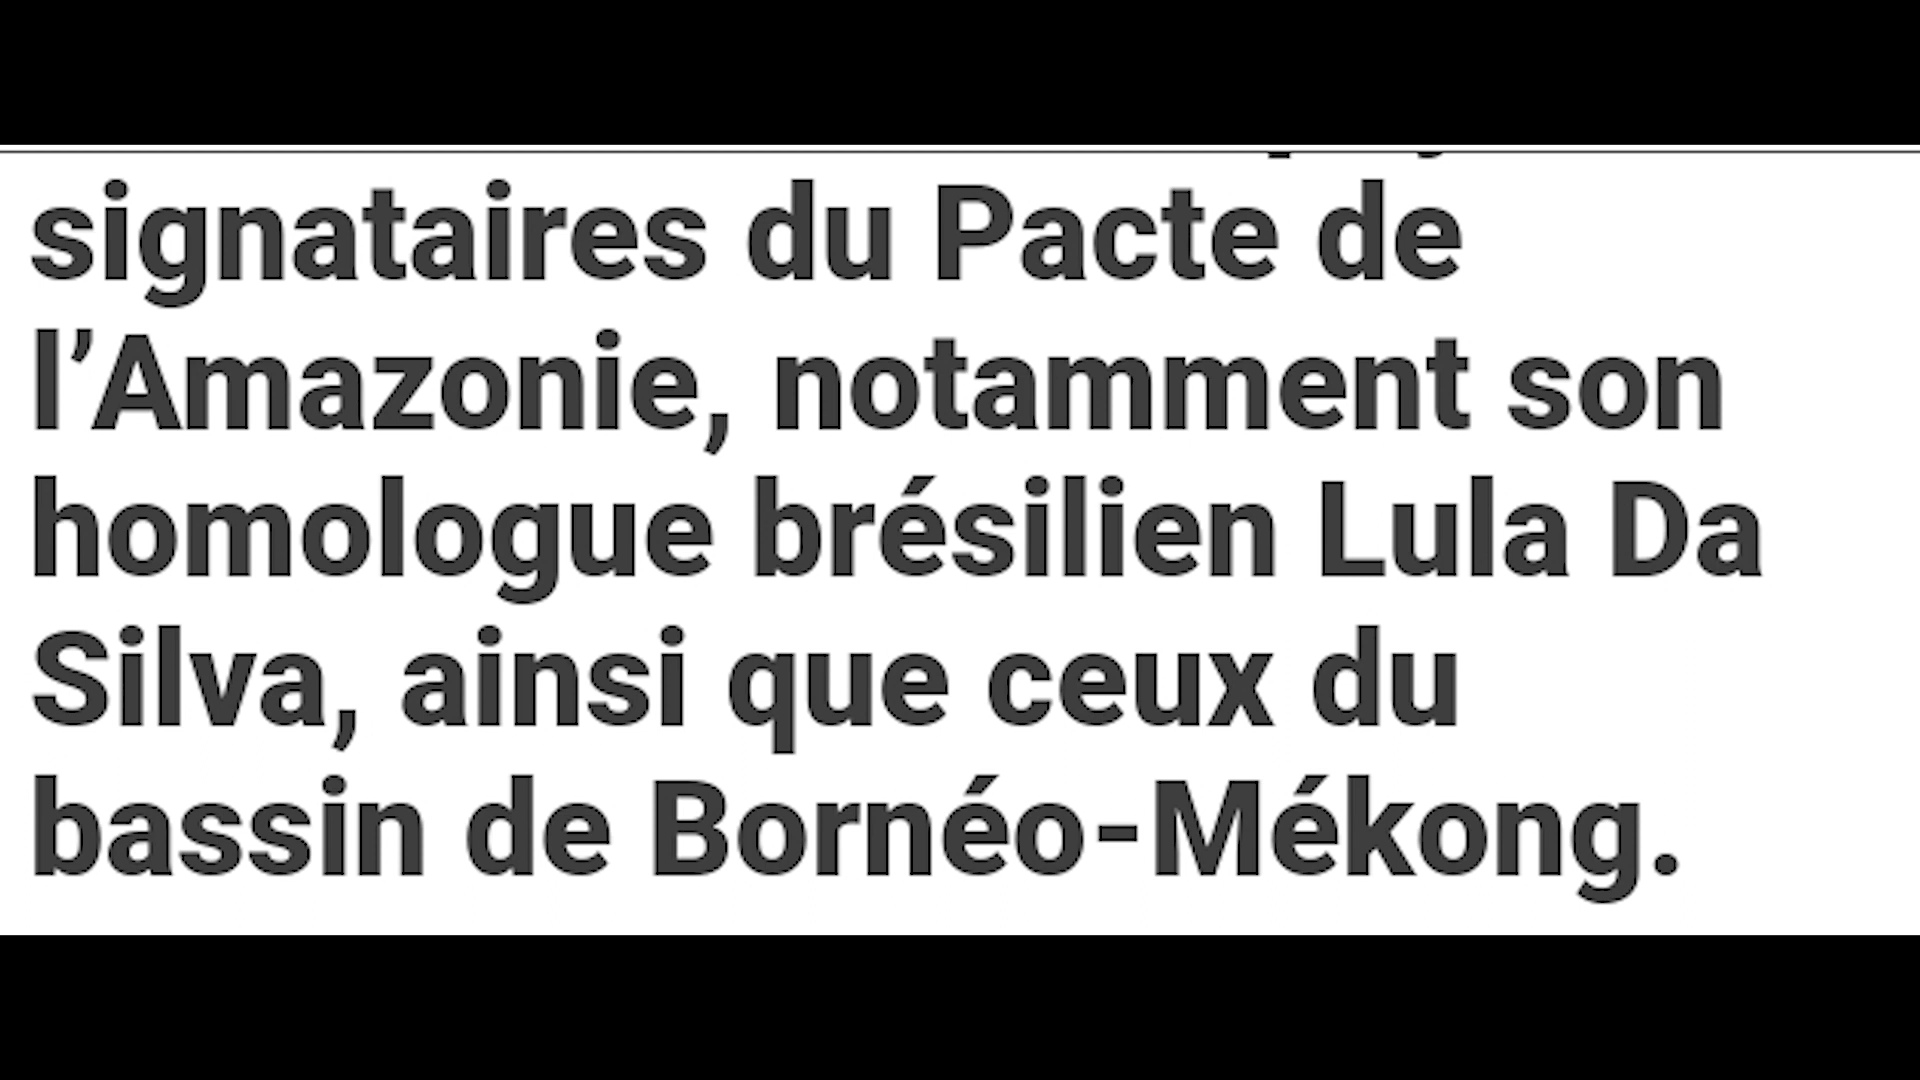 signataires du Pacte de
l’Amazonie, notamment son
homologue brésilien Lula Da
Silva, ainsi que ceux du
bassin de Bornéo-Mékong.